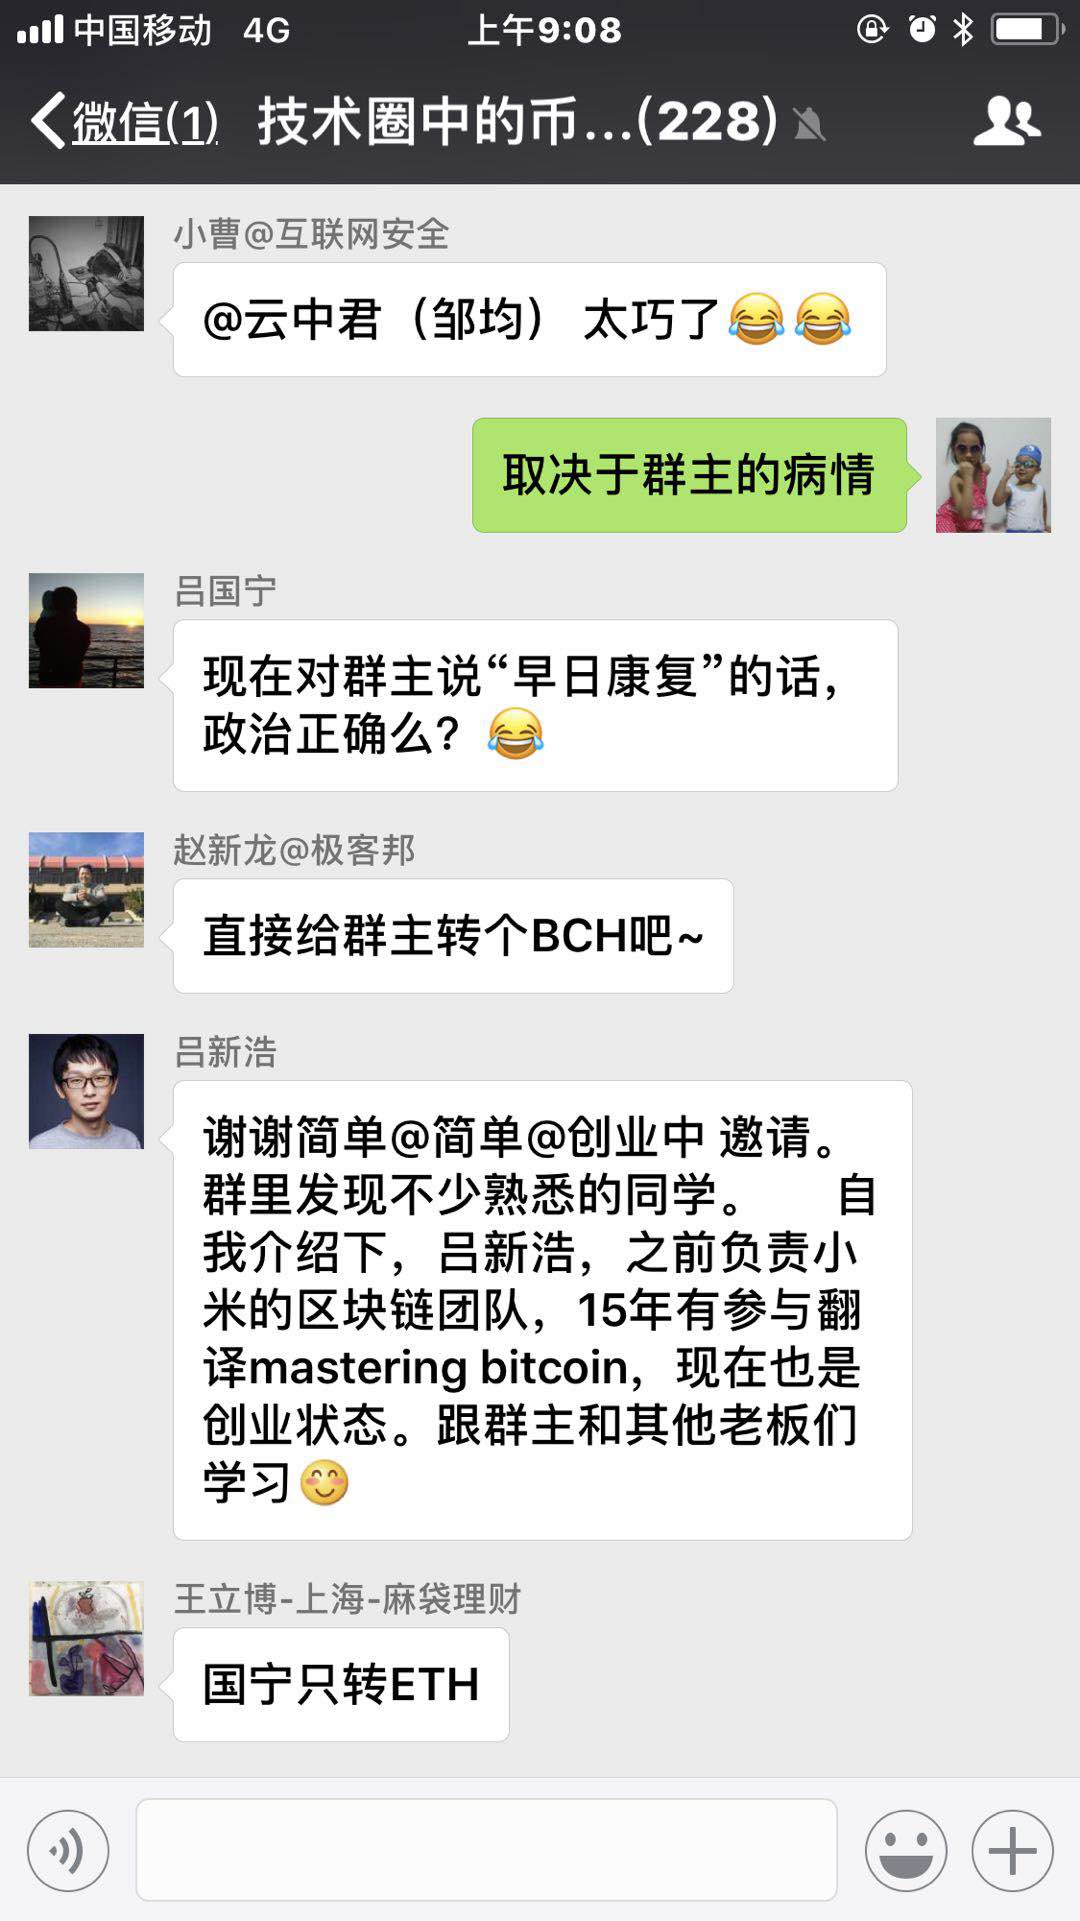 中国移动 4G 上午9:08
微信(1) 技术圈中的币...(228)
小曹@互联网安全
@云中君（邹均） 太巧了😂😂
取决于群主的病情
吕国宁
现在对群主说“早日康复”的话,
政治正确么？😂
赵新龙@极客邦
直接给群主转个BCH吧~
吕新浩
谢谢简单@简单@创业中 邀请。
群里发现不少熟悉的同学。 自
我介绍下，吕新浩，之前负责小
米的区块链团队，15年有参与翻
译mastering bitcoin，现在也是
创业状态。跟群主和其他老板们
学习😊
王立博-上海-麻袋理财
国宁只转ETH